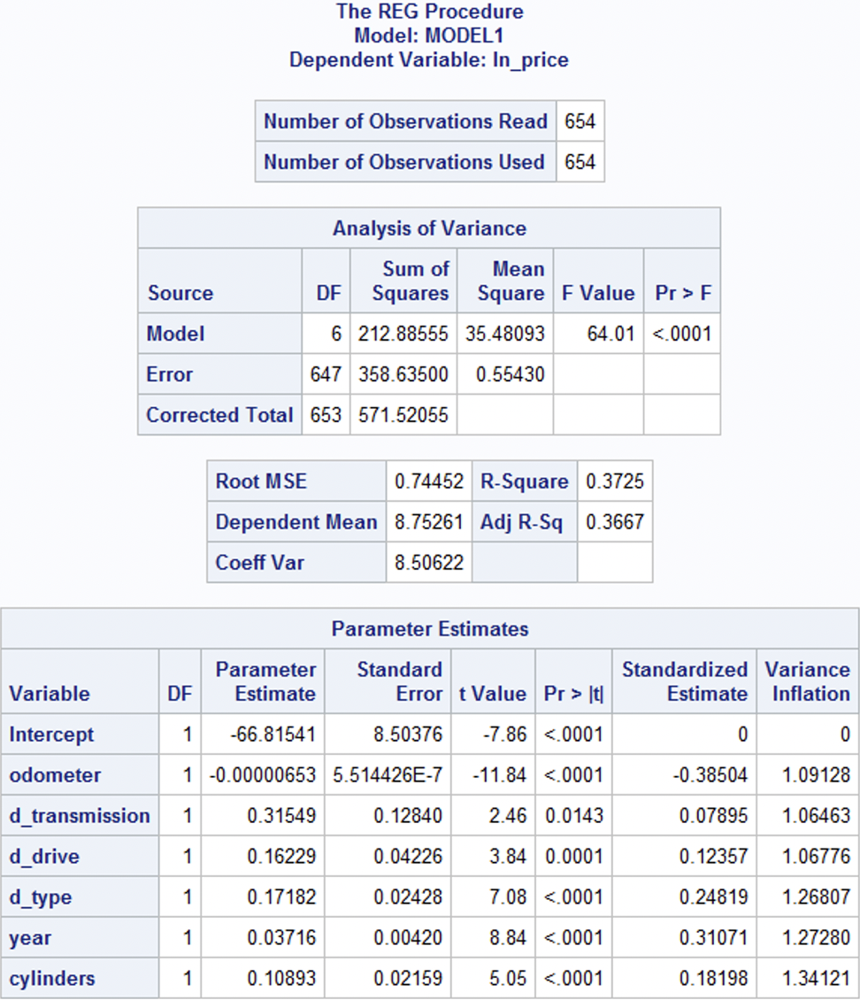 The REG Procedure
Model: MODEL1
Dependent Variable: ln_price
Number of Observations Read 654
Number of Observations Used 654
Analysis of Variance
Source DF Sum of Squares Mean Square F Value Pr > F
Model 6 212.88555 35.48093 64.01 <.0001
Error 647 358.63500 0.55430
Corrected Total 653 571.52055
Root MSE 0.74452 R-Square 0.3725
Dependent Mean 8.75261 Adj R-Sq 0.3667
Coeff Var 8.50622
Parameter Estimates
Variable DF Parameter Estimate Standard Error t Value Pr > |t| Standardized Estimate Variance Inflation
Intercept 1 -66.81541 8.50376 -7.86 <.0001 0 0
odometer 1 -0.00000653 5.514426E-7 -11.84 <.0001 -0.38504 1.09128
d_transmission 1 0.31549 0.12840 2.46 0.0143 0.07895 1.06463
d_drive 1 0.16229 0.04226 3.84 0.0001 0.12357 1.06776
d_type 1 0.17182 0.02428 7.08 <.0001 0.24819 1.26807
year 1 0.03716 0.00420 8.84 <.0001 0.31071 1.27280
cylinders 1 0.10893 0.02159 5.05 <.0001 0.18198 1.34121